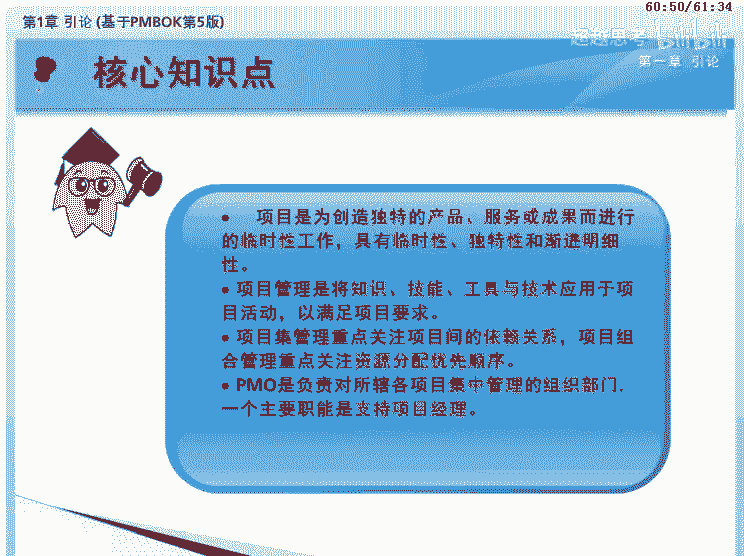 60:50/61:34
第1章 引论 (基于PMBOK第5版)
超越思考 bilibili
第一章 引论
核心知识点
● 项目是为创造独特的产品、服务或成果而进行
的临时性工作，具有临时性、独特性和渐进明细
性。
● 项目管理是将知识、技能、工具与技术应用于项
目活动，以满足项目要求。
● 项目集管理重点关注项目间的依赖关系，项目组
合管理重点关注资源分配优先顺序。
● PMO是负责对所辖各项目集中管理的组织部门，
一个主要职能是支持项目经理。